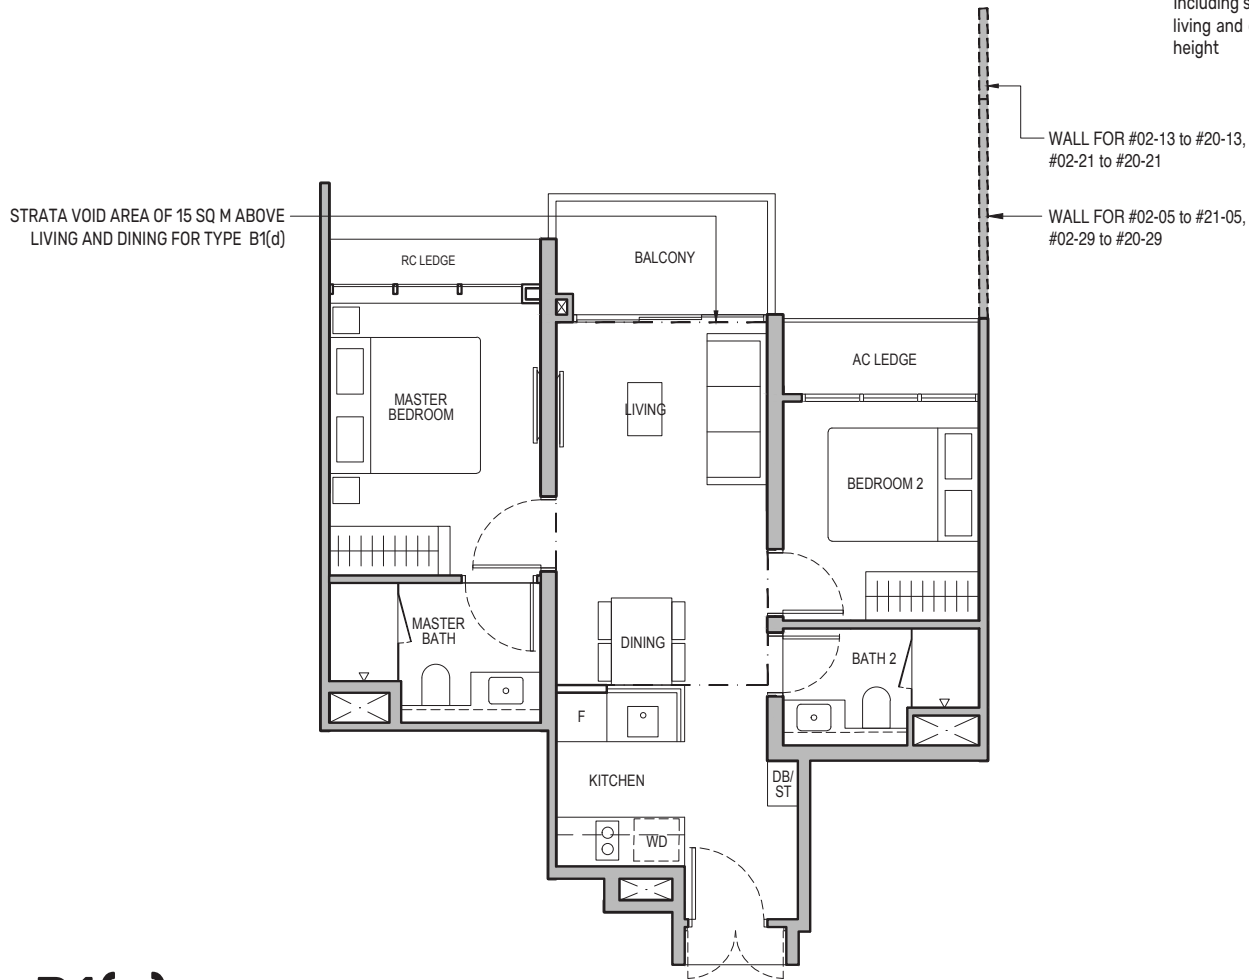 including s
living and
height
WALL FOR #02-13 to #20-13,
#02-21 to #20-21
STRATA VOID AREA OF 15 SQ M ABOVE
LIVING AND DINING FOR TYPE B1(d)
WALL FOR #02-05 to #21-05,
#02-29 to #20-29
RC LEDGE
BALCONY
AC LEDGE
MASTER
BEDROOM
LIVING
BEDROOM 2
MASTER
BATH
DINING
BATH 2
F
KITCHEN
DB/
ST
WD